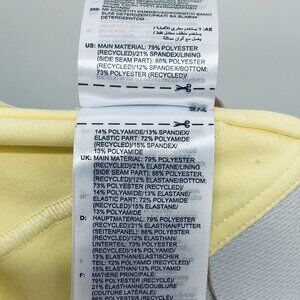 DETERDZENTÓW/
US: MAIN MATERIAL: 79% POLYESTER
(RECYCLED)/21% SPANDEX/LINING
(SIDE SEAM PART): 88% POLYESTER
(RECYCLED)/12% SPANDEX/BOTTOM:
73% POLYESTER(RECYCLED)/
14% POLYAMIDE/13% SPANDEX/
ELASTIC PART: 72% POLYAMIDE
(RECYCLED)/15% SPANDEX/
13% POLYAMIDE
UK: MAIN MATERIAL: 79% POLYESTER
(RECYCLED)/21% ELASTANE/LINING
(SIDE SEAM PART): 88% POLYESTER
(RECYCLED)/12% ELASTANE/BOTTOM:
73% POLYESTER(RECYCLED)/
14% POLYAMIDE/13% ELASTANE/
ELASTIC PART: 72% POLYAMIDE
(RECYCLED)/15% ELASTANE/
13% POLYAMIDE
D: HAUPTMATERIAL: 79% POLYESTER
(RECYCELT)/21% ELASTHAN/FUTTER
(SEITENPANEL): 88% POLYESTER
(RECYCELT)/12% ELASTHAN/
UNTERTEIL: 73% POLYESTER
(RECYCELT)/14% POLYAMID/
13% ELASTHAN/ELASTISCHER
TEIL: 72% POLYAMID (RECYCELT)/
15% ELASTHAN/13% POLYAMID
F: MATIÈRE PRINCIPALE:
79% POLYESTER (RECYCLÉ)/
21% ÉLASTHANNE/DOUBLURE
(COUTURE LATÉRALE):